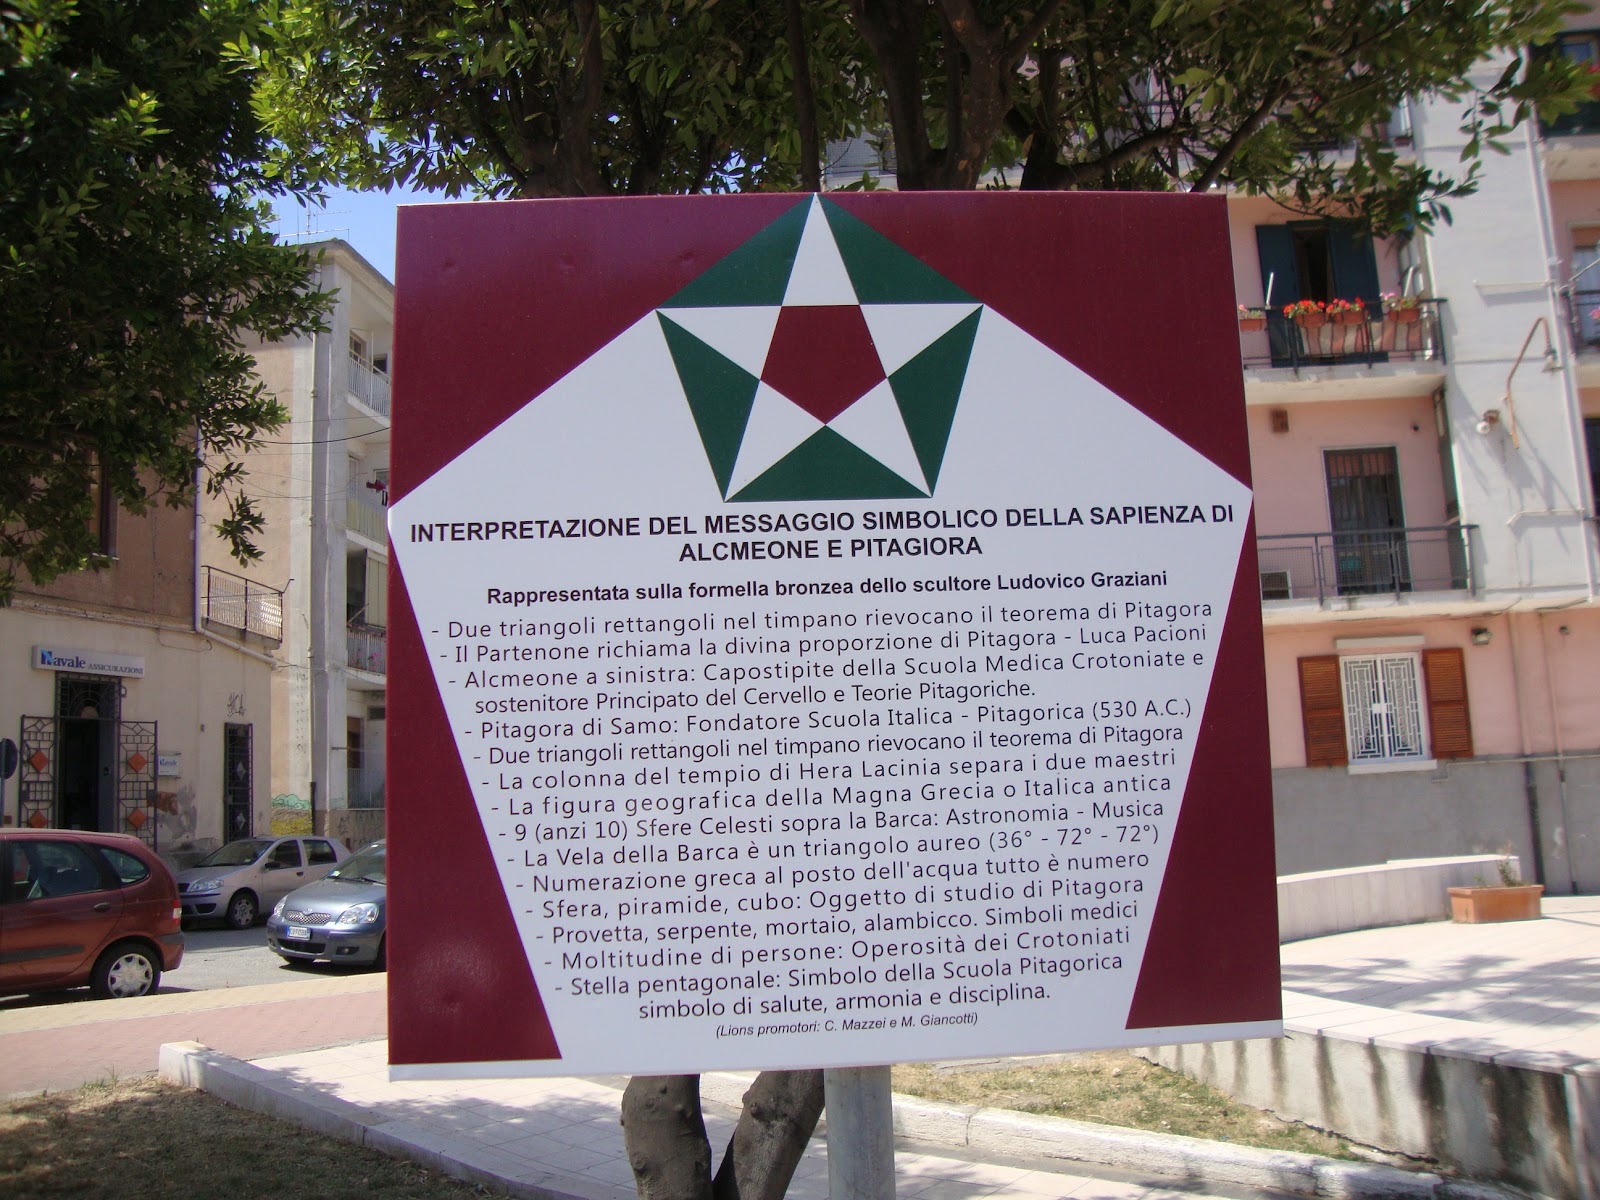 INTERPRETAZIONE DEL MESSAGGIO SIMBOLICO DELLA SAPIENZA DI
ALCMEONE E PITAGIORA
Rappresentata sulla formella bronzea dello scultore Ludovico Graziani
- Due triangoli rettangoli nel timpano rievocano il teorema di Pitagora
- Il Partenone richiama la divina proporzione di Pitagora - Luca Pacioni
- Alcmeone a sinistra: Capostipite della Scuola Medica Crotoniate e
sostenitore Principato del Cervello e Teorie Pitagoriche.
- Pitagora di Samo: Fondatore Scuola Italica - Pitagorica (530 A.C.)
- Due triangoli rettangoli nel timpano rievocano il teorema di Pitagora
- La colonna del tempio di Hera Lacinia separa i due maestri
- La figura geografica della Magna Grecia o Italica antica
- 9 (anzi 10) Sfere Celesti sopra la Barca: Astronomia - Musica
- La Vela della Barca è un triangolo aureo (36° - 72° - 72°)
- Numerazione greca al posto dell'acqua tutto è numero
- Sfera, piramide, cubo: Oggetto di studio di Pitagora
- Provetta, serpente, mortaio, alambicco. Simboli medici
- Moltitudine di persone: Operosità dei Crotoniati
- Stella pentagonale: Simbolo della Scuola Pitagorica
simbolo di salute, armonia e disciplina.
(Lions promotori: C. Mazzei e M. Giancotti)
Navale ASSICURAZIONI